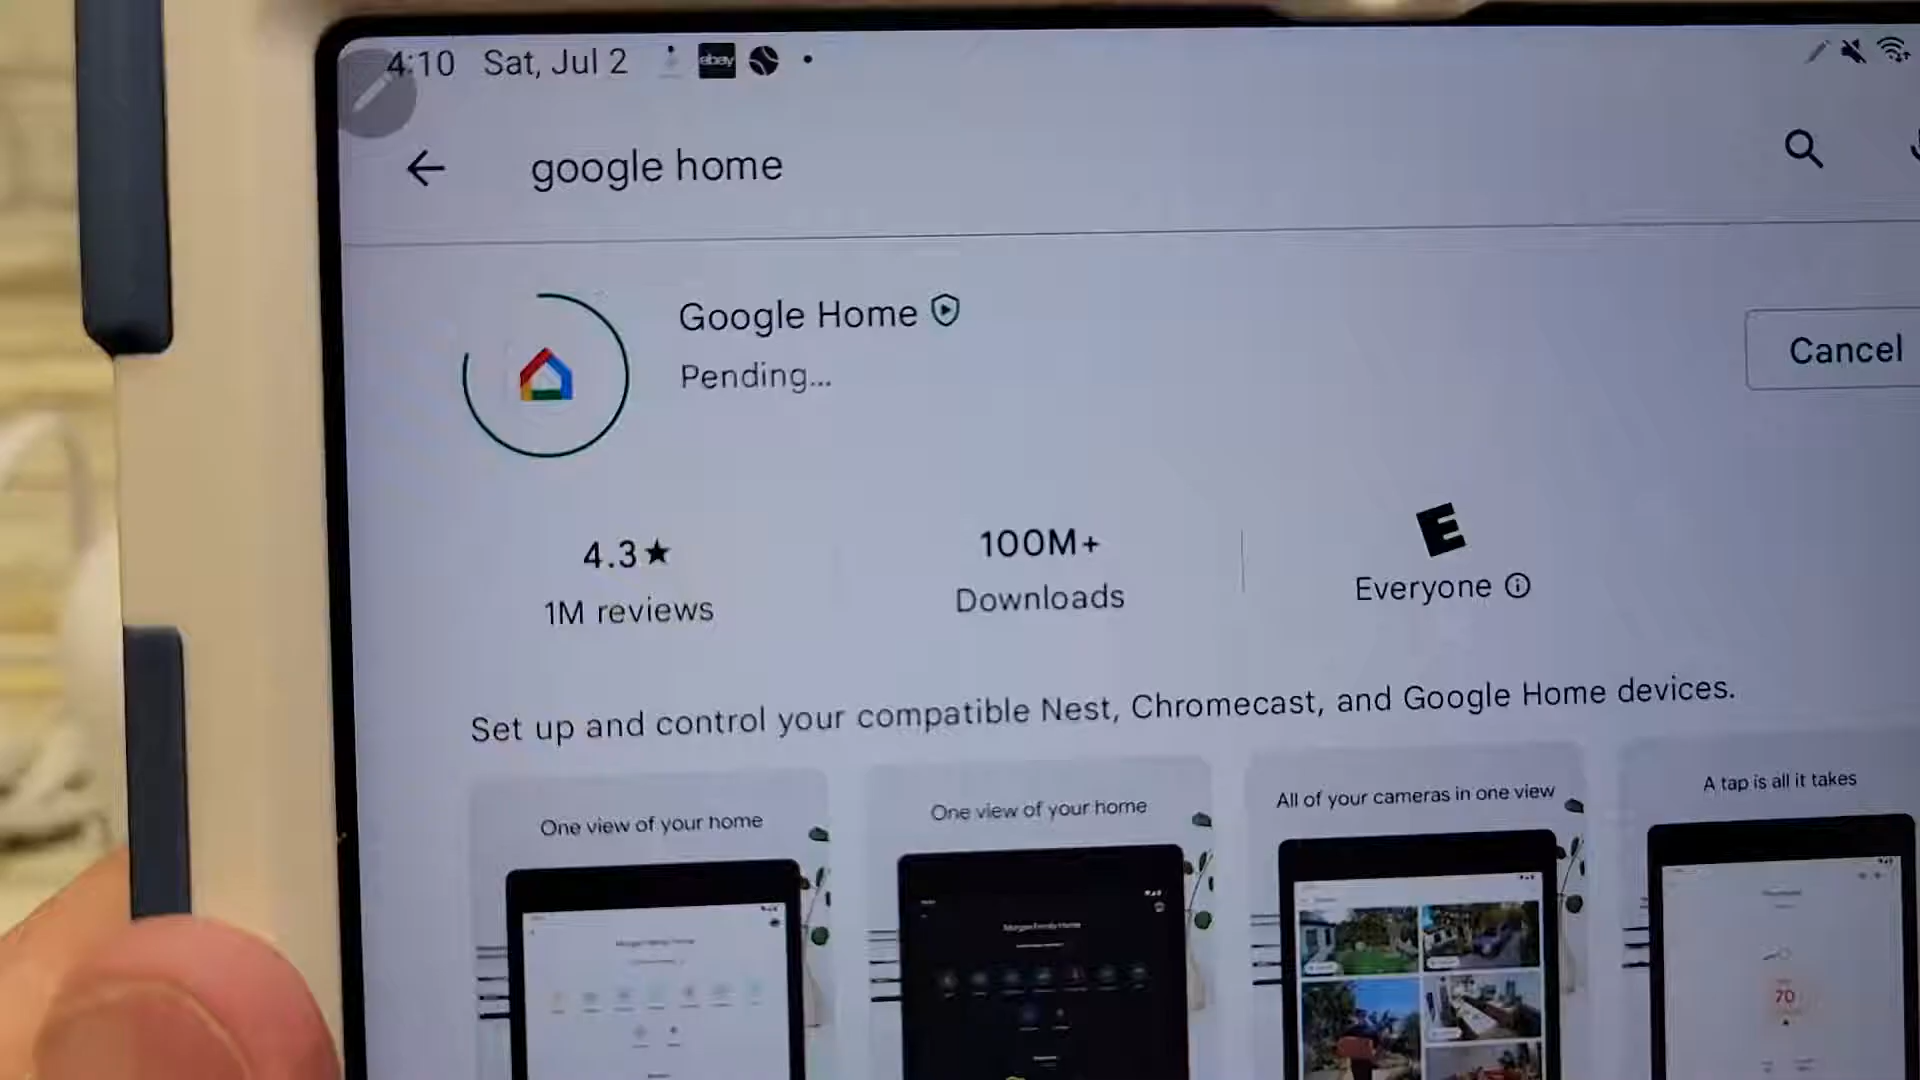 4:10 Sat, Jul 2 ebay
google home
Google Home
Pending...
Cancel
4.3★
1M reviews
100M+
Downloads
E
Everyone
Set up and control your compatible Nest, Chromecast, and Google Home devices.
One view of your home
One view of your home
All of your cameras in one view
A tap is all it takes
70